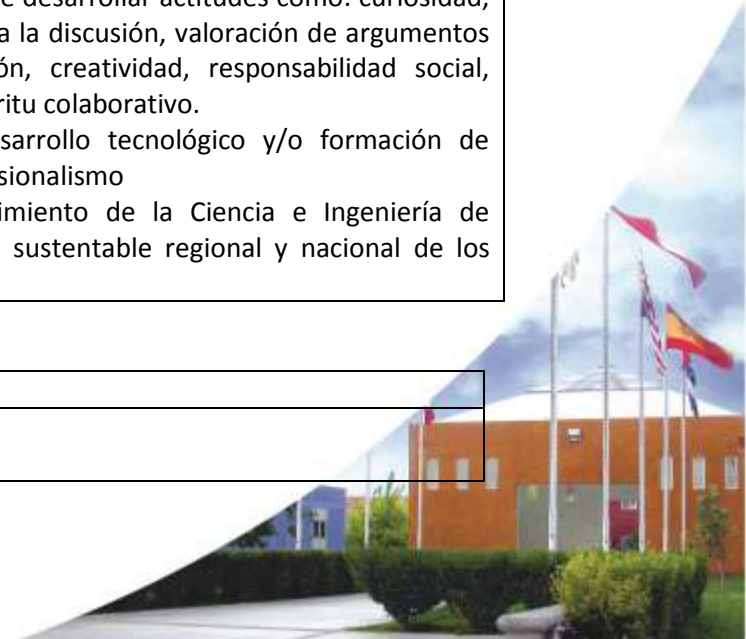 e desarrollar actitudes como: curiosidad,
a la discusión, valoración de argumentos
ón, creatividad, responsabilidad social,
ritu colaborativo.
sarrollo tecnológico y/o formación de
sionalismo
imiento de la Ciencia e Ingeniería de
sustentable regional y nacional de los